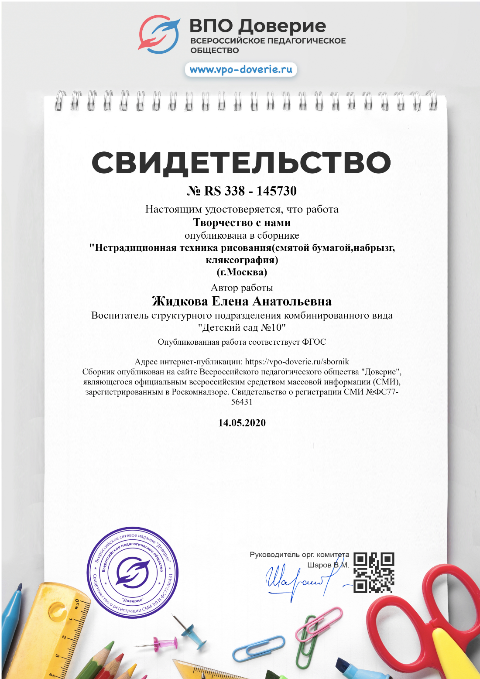 ВПО Доверие
ВСЕРОССИЙСКОЕ ПЕДАГОГИЧЕСКОЕ
ОБЩЕСТВО
www.vpo-doverie.ru
СВИДЕТЕЛЬСТВО
№ RS 338 - 145730
Настоящим удостоверяется, что работа
Творчество с нами
опубликована в сборнике
"Нетрадиционная техника рисования(смятой бумагой,набрызг,
кляксография)
(г.Москва)
Автор работы
Жидкова Елена Анатольевна
Воспитатель структурного подразделения комбинированного вида
"Детский сад №10"
Опубликованная работа соответствует ФГОС
Адрес интернет-публикации: https://vpo-doverie.ru/sbornik
Сборник опубликован на сайте Всероссийского педагогического общества "Доверие",
являющегося официальным всероссийским средством массовой информации (СМИ),
зарегистрированным в Роскомнадзоре. Свидетельство о регистрации СМИ №ФС77-
56431
14.05.2020
Руководитель орг. комитета
Шаров В.М.